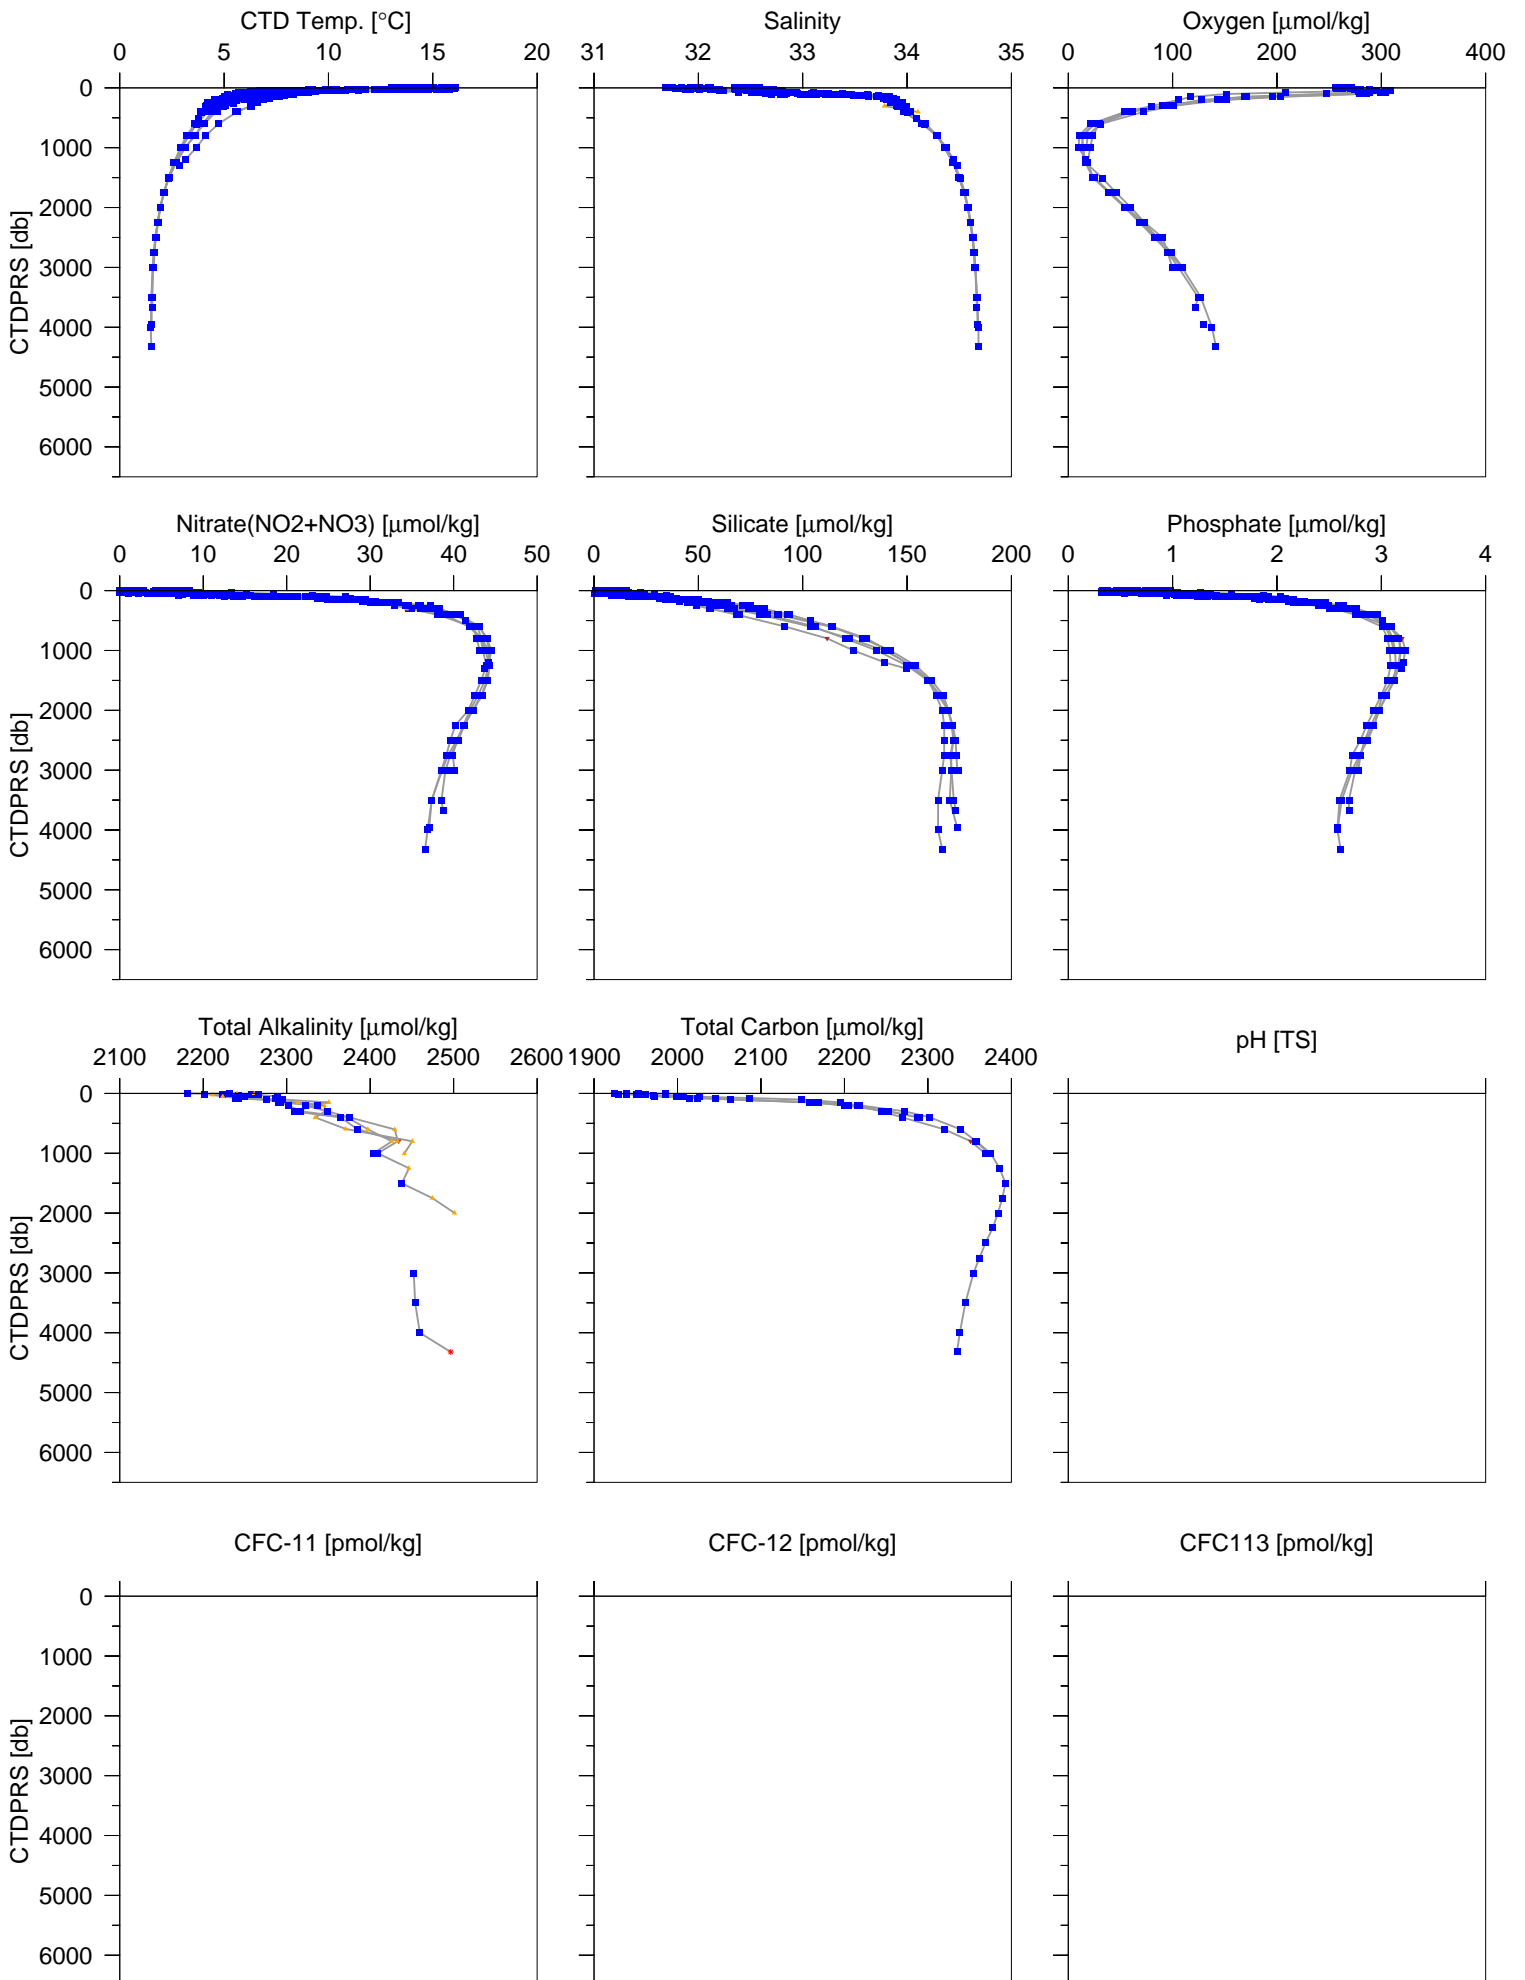 CTD Temp. [°C] Salinity Oxygen [μmol/kg]
0 5 10 15 20 31 32 33 34 35 0 100 200 300 400
0
1000
2000
3000
4000
5000
6000
CTDPRS [db]
Nitrate(NO2+NO3) [μmol/kg] Silicate [μmol/kg] Phosphate [μmol/kg]
0 10 20 30 40 50 0 50 100 150 200 0 1 2 3 4
0
1000
2000
3000
4000
5000
6000
CTDPRS [db]
Total Alkalinity [μmol/kg] Total Carbon [μmol/kg] pH [TS]
2100 2200 2300 2400 2500 2600 1900 2000 2100 2200 2300 2400
0
1000
2000
3000
4000
5000
6000
CTDPRS [db]
CFC-11 [pmol/kg] CFC-12 [pmol/kg] CFC113 [pmol/kg]
0
1000
2000
3000
4000
5000
6000
CTDPRS [db]